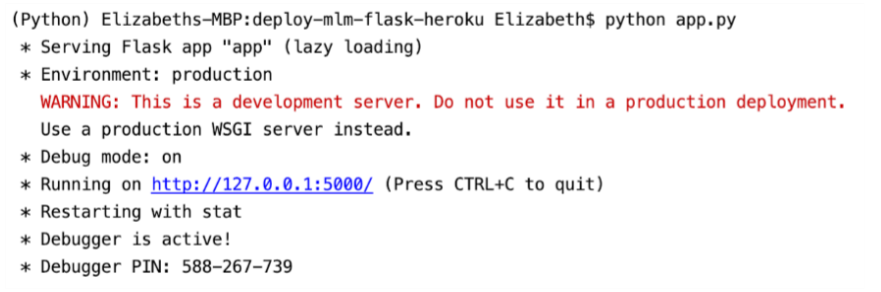 (Python) Elizabeths-MBP:deploy-mlm-flask-heroku Elizabeth$ python app.py
* Serving Flask app "app" (lazy loading)
* Environment: production
WARNING: This is a development server. Do not use it in a production deployment.
Use a production WSGI server instead.
* Debug mode: on
* Running on http://127.0.0.1:5000/ (Press CTRL+C to quit)
* Restarting with stat
* Debugger is active!
* Debugger PIN: 588-267-739